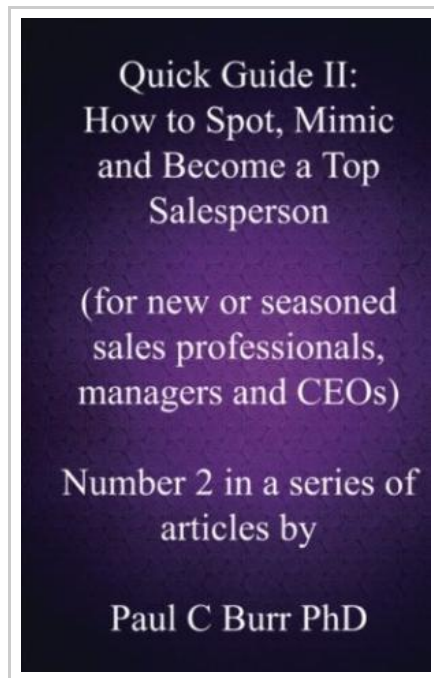 Quick Guide II:
How to Spot, Mimic
and Become a Top
Salesperson
(for new or seasoned
sales professionals,
managers and CEOs)
Number 2 in a series of
articles by
Paul C Burr PhD